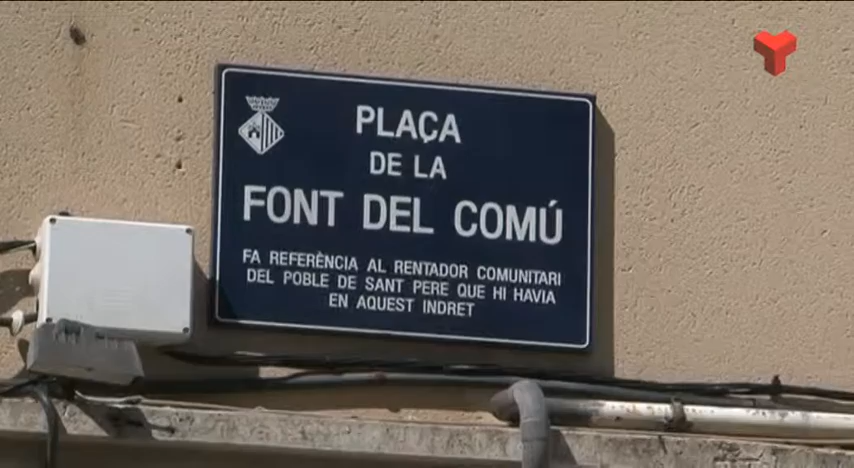 PLAÇA
DE LA
FONT DEL COMÚ
FA REFERÈNCIA AL RENTADOR COMUNITARI
DEL POBLE DE SANT PERE QUE HI HAVIA
EN AQUEST INDRET